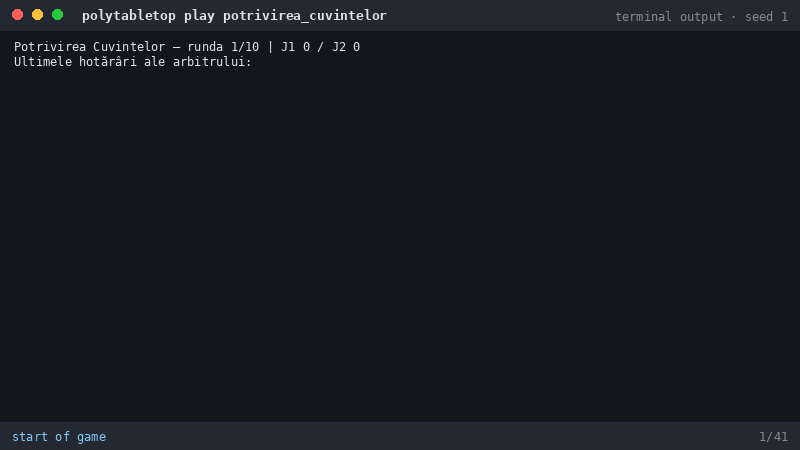 polytabletop play potrivirea_cuvintelor
terminal output · seed 1
Potrivirea Cuvintelor — runda 1/10 | J1 0 / J2 0
Ultimele hotărâri ale arbitrului:
start of game
1/41